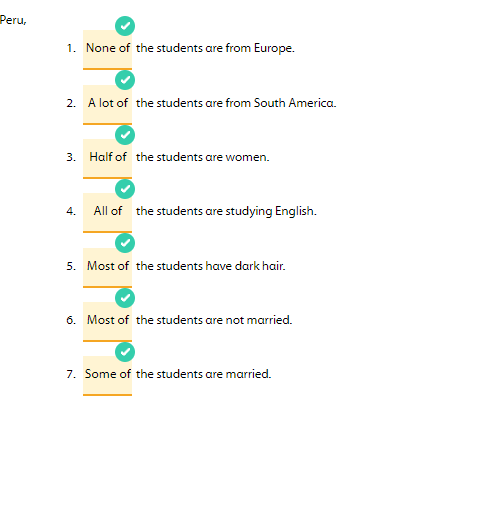 Peru,
1. None of the students are from Europe.
2. A lot of the students are from South America.
3. Half of the students are women.
4. All of the students are studying English.
5. Most of the students have dark hair.
6. Most of the students are not married.
7. Some of the students are married.